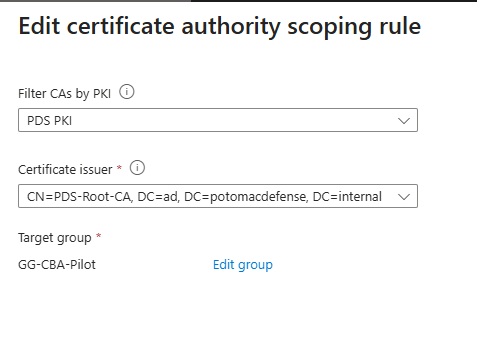 Edit certificate authority scoping rule
Filter CAs by PKI
PDS PKI
Certificate issuer *
CN=PDS-Root-CA, DC=ad, DC=potomacdefense, DC=internal
Target group *
GG-CBA-Pilot Edit group